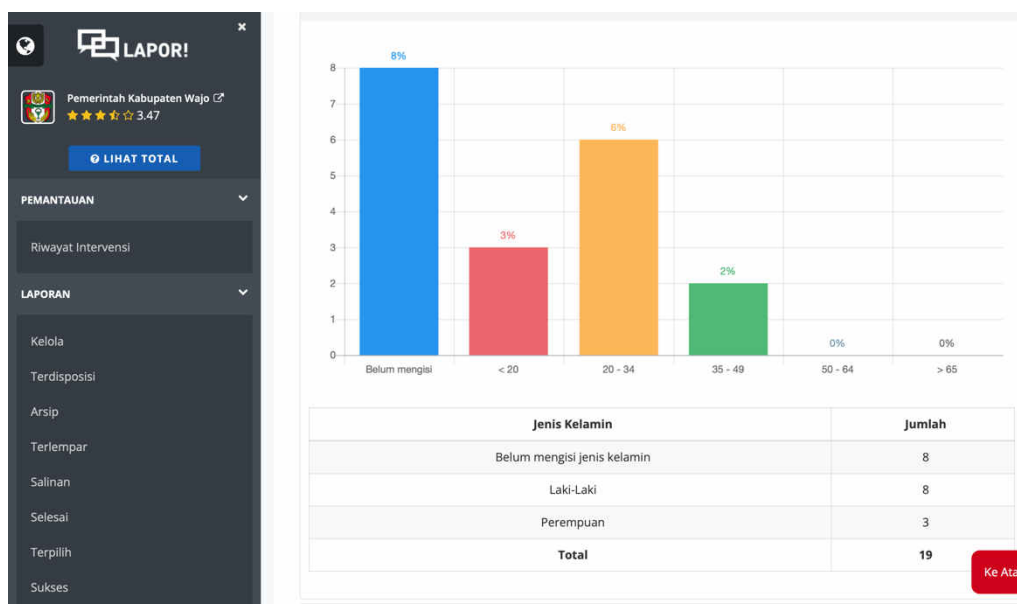 ×
LAPOR!
Pemerintah Kabupaten Wajo
3.47
LIHAT TOTAL
PEMANTAUAN
Riwayat Intervensi
LAPORAN
Kelola
Terdisposisi
Arsip
Terlempar
Salinan
Selesai
Terpilih
Sukses
8%
8
7
6%
6
5
4
3%
3
2%
2
1
0% 0%
0
Belum mengisi < 20 20 - 34 35 - 49 50 - 64 > 65
Jenis Kelamin Jumlah
Belum mengisi jenis kelamin 8
Laki-Laki 8
Perempuan 3
Total 19
Ke Ata